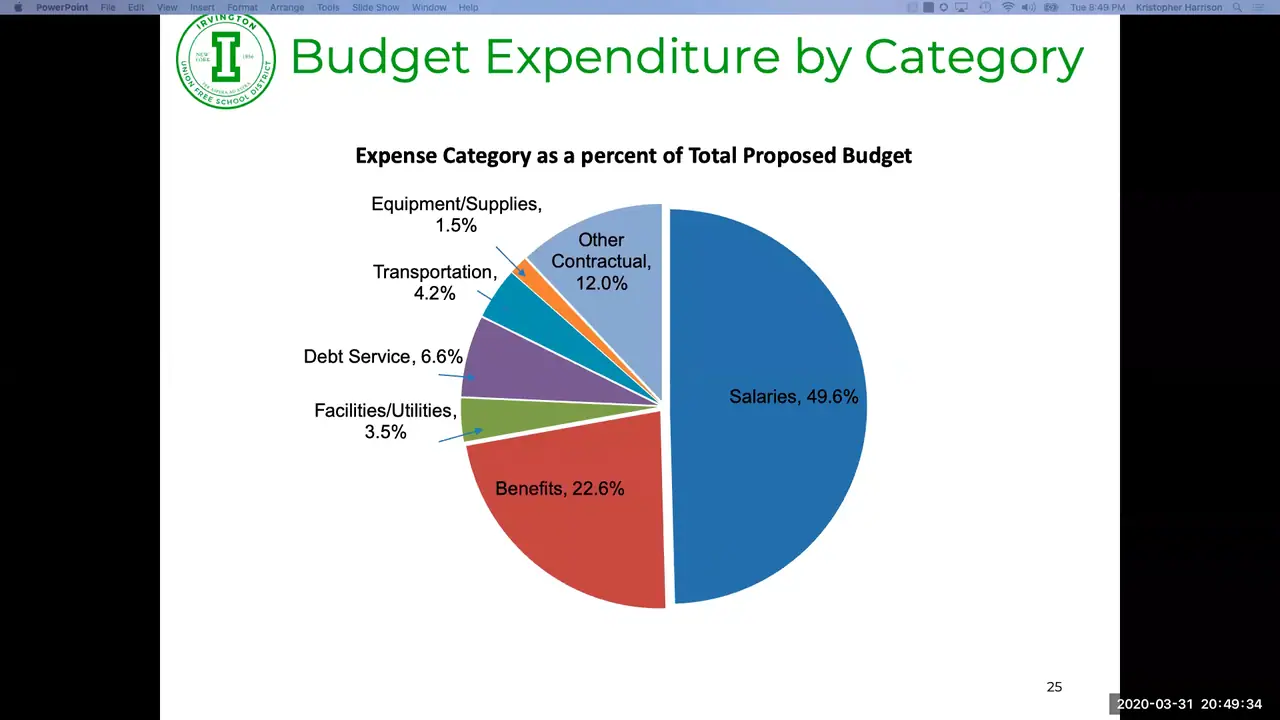 PowerPoint File Edit View Insert Format Arrange Tools Slide Show Window Help
Tue 8:49 PM Kristopher Harrison
IRVINGTON
NEW YORK
1956
UNION FREE SCHOOL DISTRICT
Budget Expenditure by Category
Expense Category as a percent of Total Proposed Budget
Equipment/Supplies,
1.5%
Other
Contractual,
12.0%
Transportation,
4.2%
Debt Service, 6.6%
Facilities/Utilities,
3.5%
Salaries, 49.6%
Benefits, 22.6%
25
2020-03-31 20:49:34